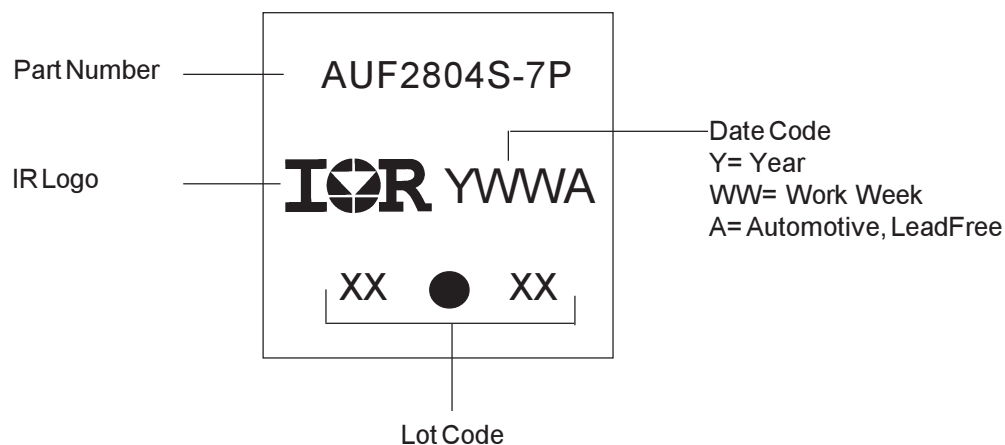 Part Number
AUF2804S-7P
Date Code
Y= Year
WW= Work Week
A= Automotive, LeadFree
IR Logo
IOR YWWA
XX XX
Lot Code